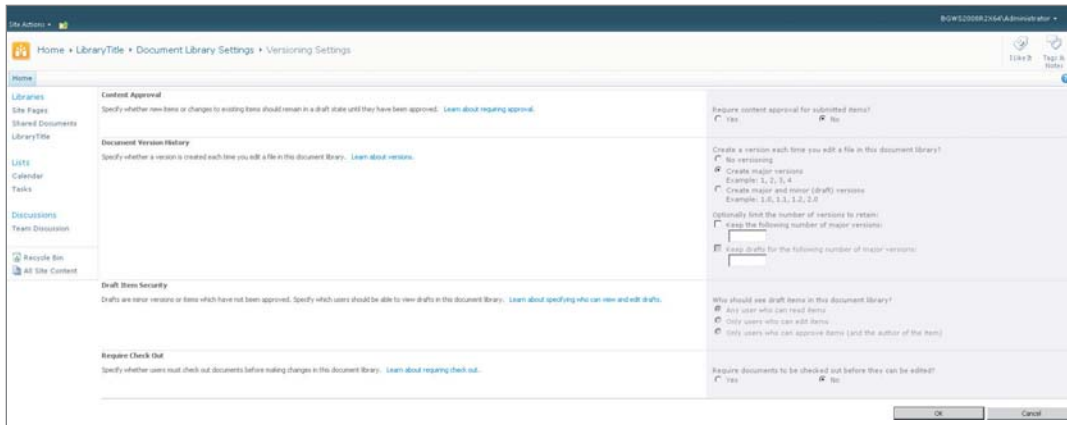 Site Actions
BGWS2008R2X64\Administrator
Home › LibraryTitle › Document Library Settings › Versioning Settings
I Like It
Tags & Notes
Home
Libraries
Site Pages
Shared Documents
LibraryTitle
Lists
Calendar
Tasks
Discussions
Team Discussion
Recycle Bin
All Site Content
Content Approval
Specify whether new items or changes to existing items should remain in a draft state until they have been approved. Learn about requiring approval.
Require content approval for submitted items?
Yes No
Document Version History
Specify whether a version is created each time you edit a file in this document library. Learn about versions.
Create a version each time you edit a file in this document library?
No versioning
Create major versions
Example: 1, 2, 3, 4
Create major and minor (draft) versions
Example: 1.0, 1.1, 1.2, 2.0
Optionally limit the number of versions to retain:
Keep the following number of major versions:
Keep drafts for the following number of major versions:
Draft Item Security
Drafts are minor versions or items which have not been approved. Specify which users should be able to view drafts in this document library. Learn about specifying who can view and edit drafts.
Who should see draft items in this document library?
Any user who can read items
Only users who can edit items
Only users who can approve items (and the author of the item)
Require Check Out
Specify whether users must check out documents before making changes in this document library. Learn about requiring check out.
Require documents to be checked out before they can be edited?
Yes No
OK Cancel